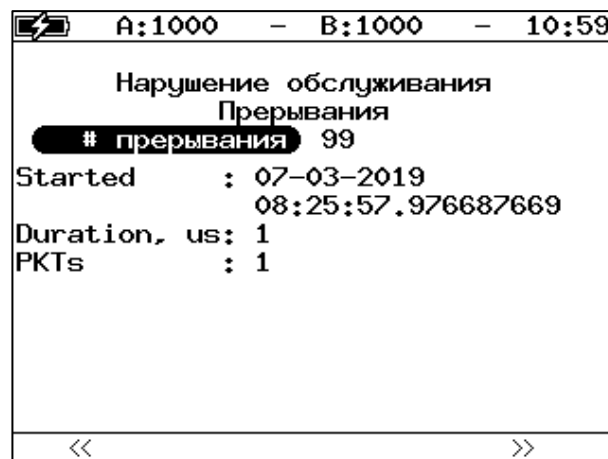 A:1000 – B:1000 – 10:59
Нарушение обслуживания
Прерывания
# прерывания 99
Started : 07-03-2019
08:25:57.976687669
Duration, us: 1
PKTs : 1
<< >>